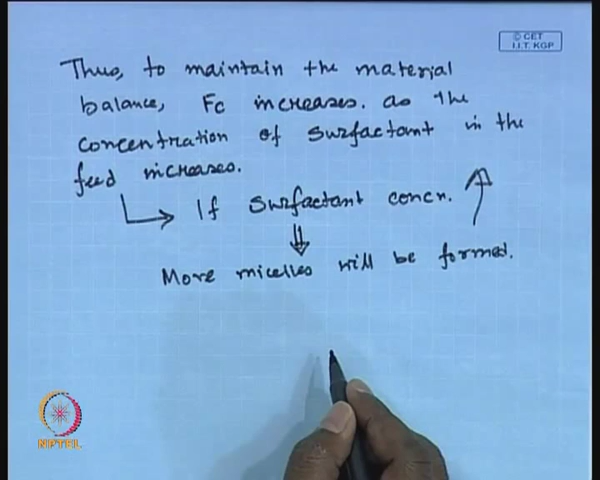 © CET
I.I.T. KGP
Thus, to maintain the material
balance, Fc increases. as the
concentration of surfactant in the
feed increases.
If surfactant concn.
More micelles will be formed.
NPTEL